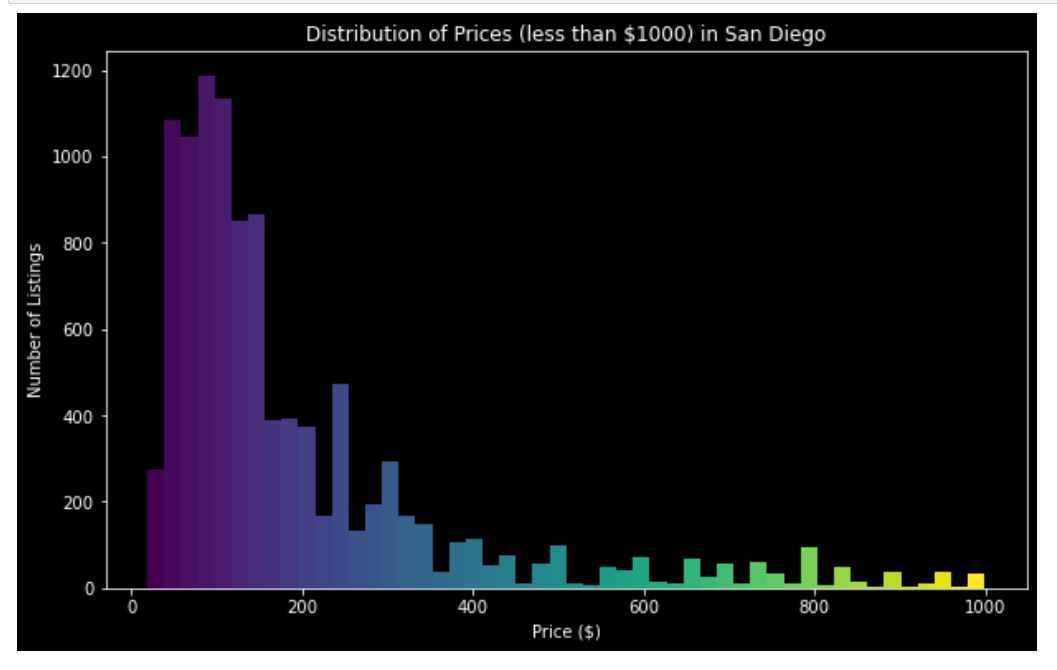 Distribution of Prices (less than $1000) in San Diego
1200
1000
800
600
400
200
0
Number of Listings
0 200 400 600 800 1000
Price ($)